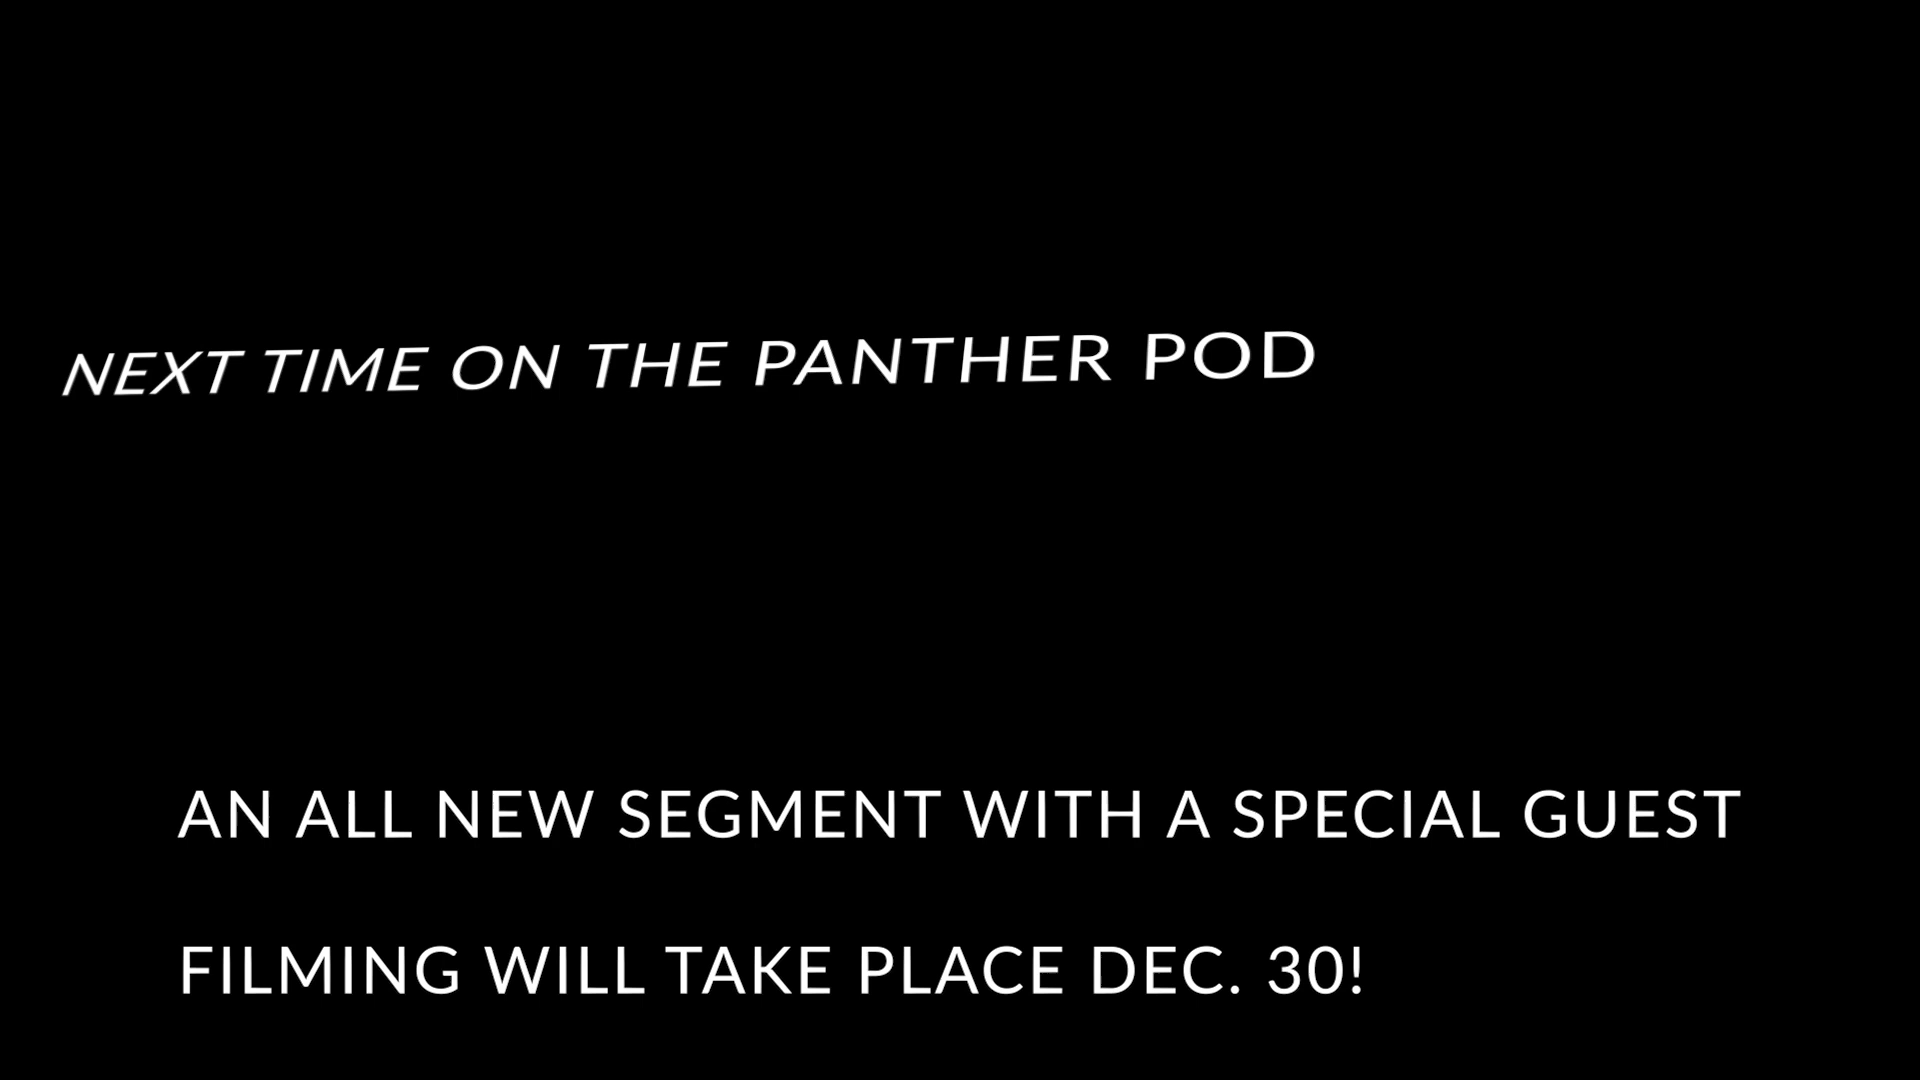 NEXT TIME ON THE PANTHER POD
AN ALL NEW SEGMENT WITH A SPECIAL GUEST
FILMING WILL TAKE PLACE DEC. 30!